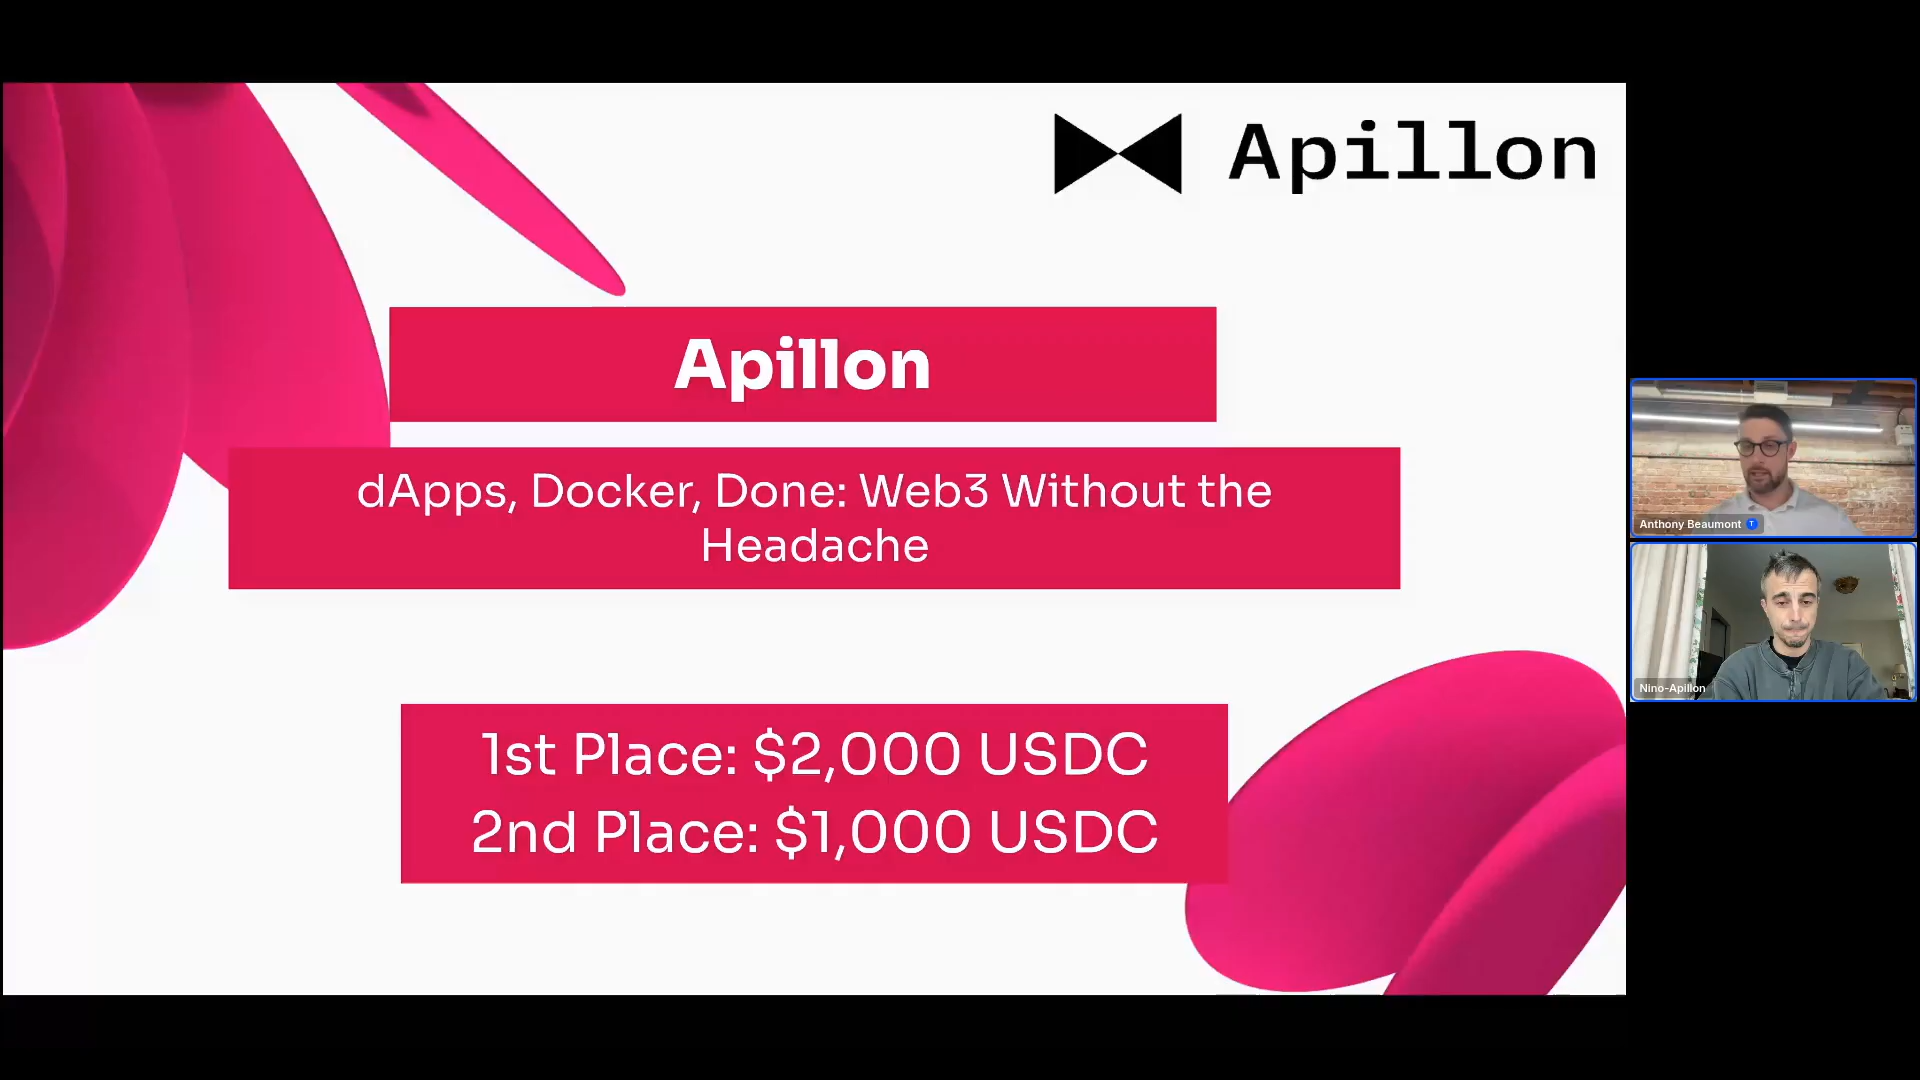 Apillon
Apillon
dApps, Docker, Done: Web3 Without the
Headache
1st Place: $2,000 USDC
2nd Place: $1,000 USDC
Anthony Beaumont T
Nino-Apillon